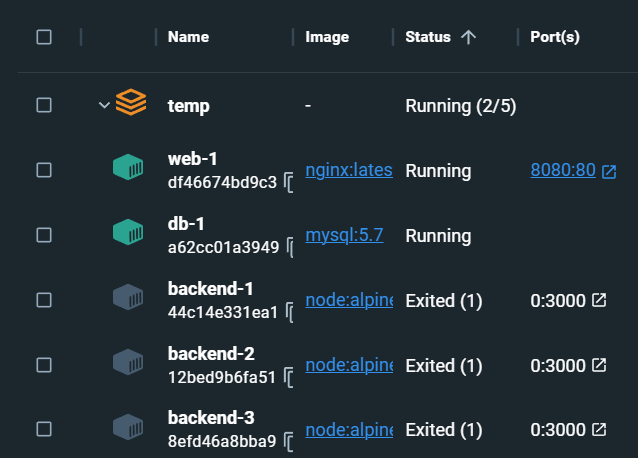 Name Image Status Port(s)
temp - Running (2/5)
web-1
df46674bd9c3 nginx:lates Running 8080:80
db-1
a62cc01a3949 mysql:5.7 Running
backend-1
44c14e331ea1 node:alpine Exited (1) 0:3000
backend-2
12bed9b6fa51 node:alpine Exited (1) 0:3000
backend-3
8efd46a8bba9 node:alpine Exited (1) 0:3000